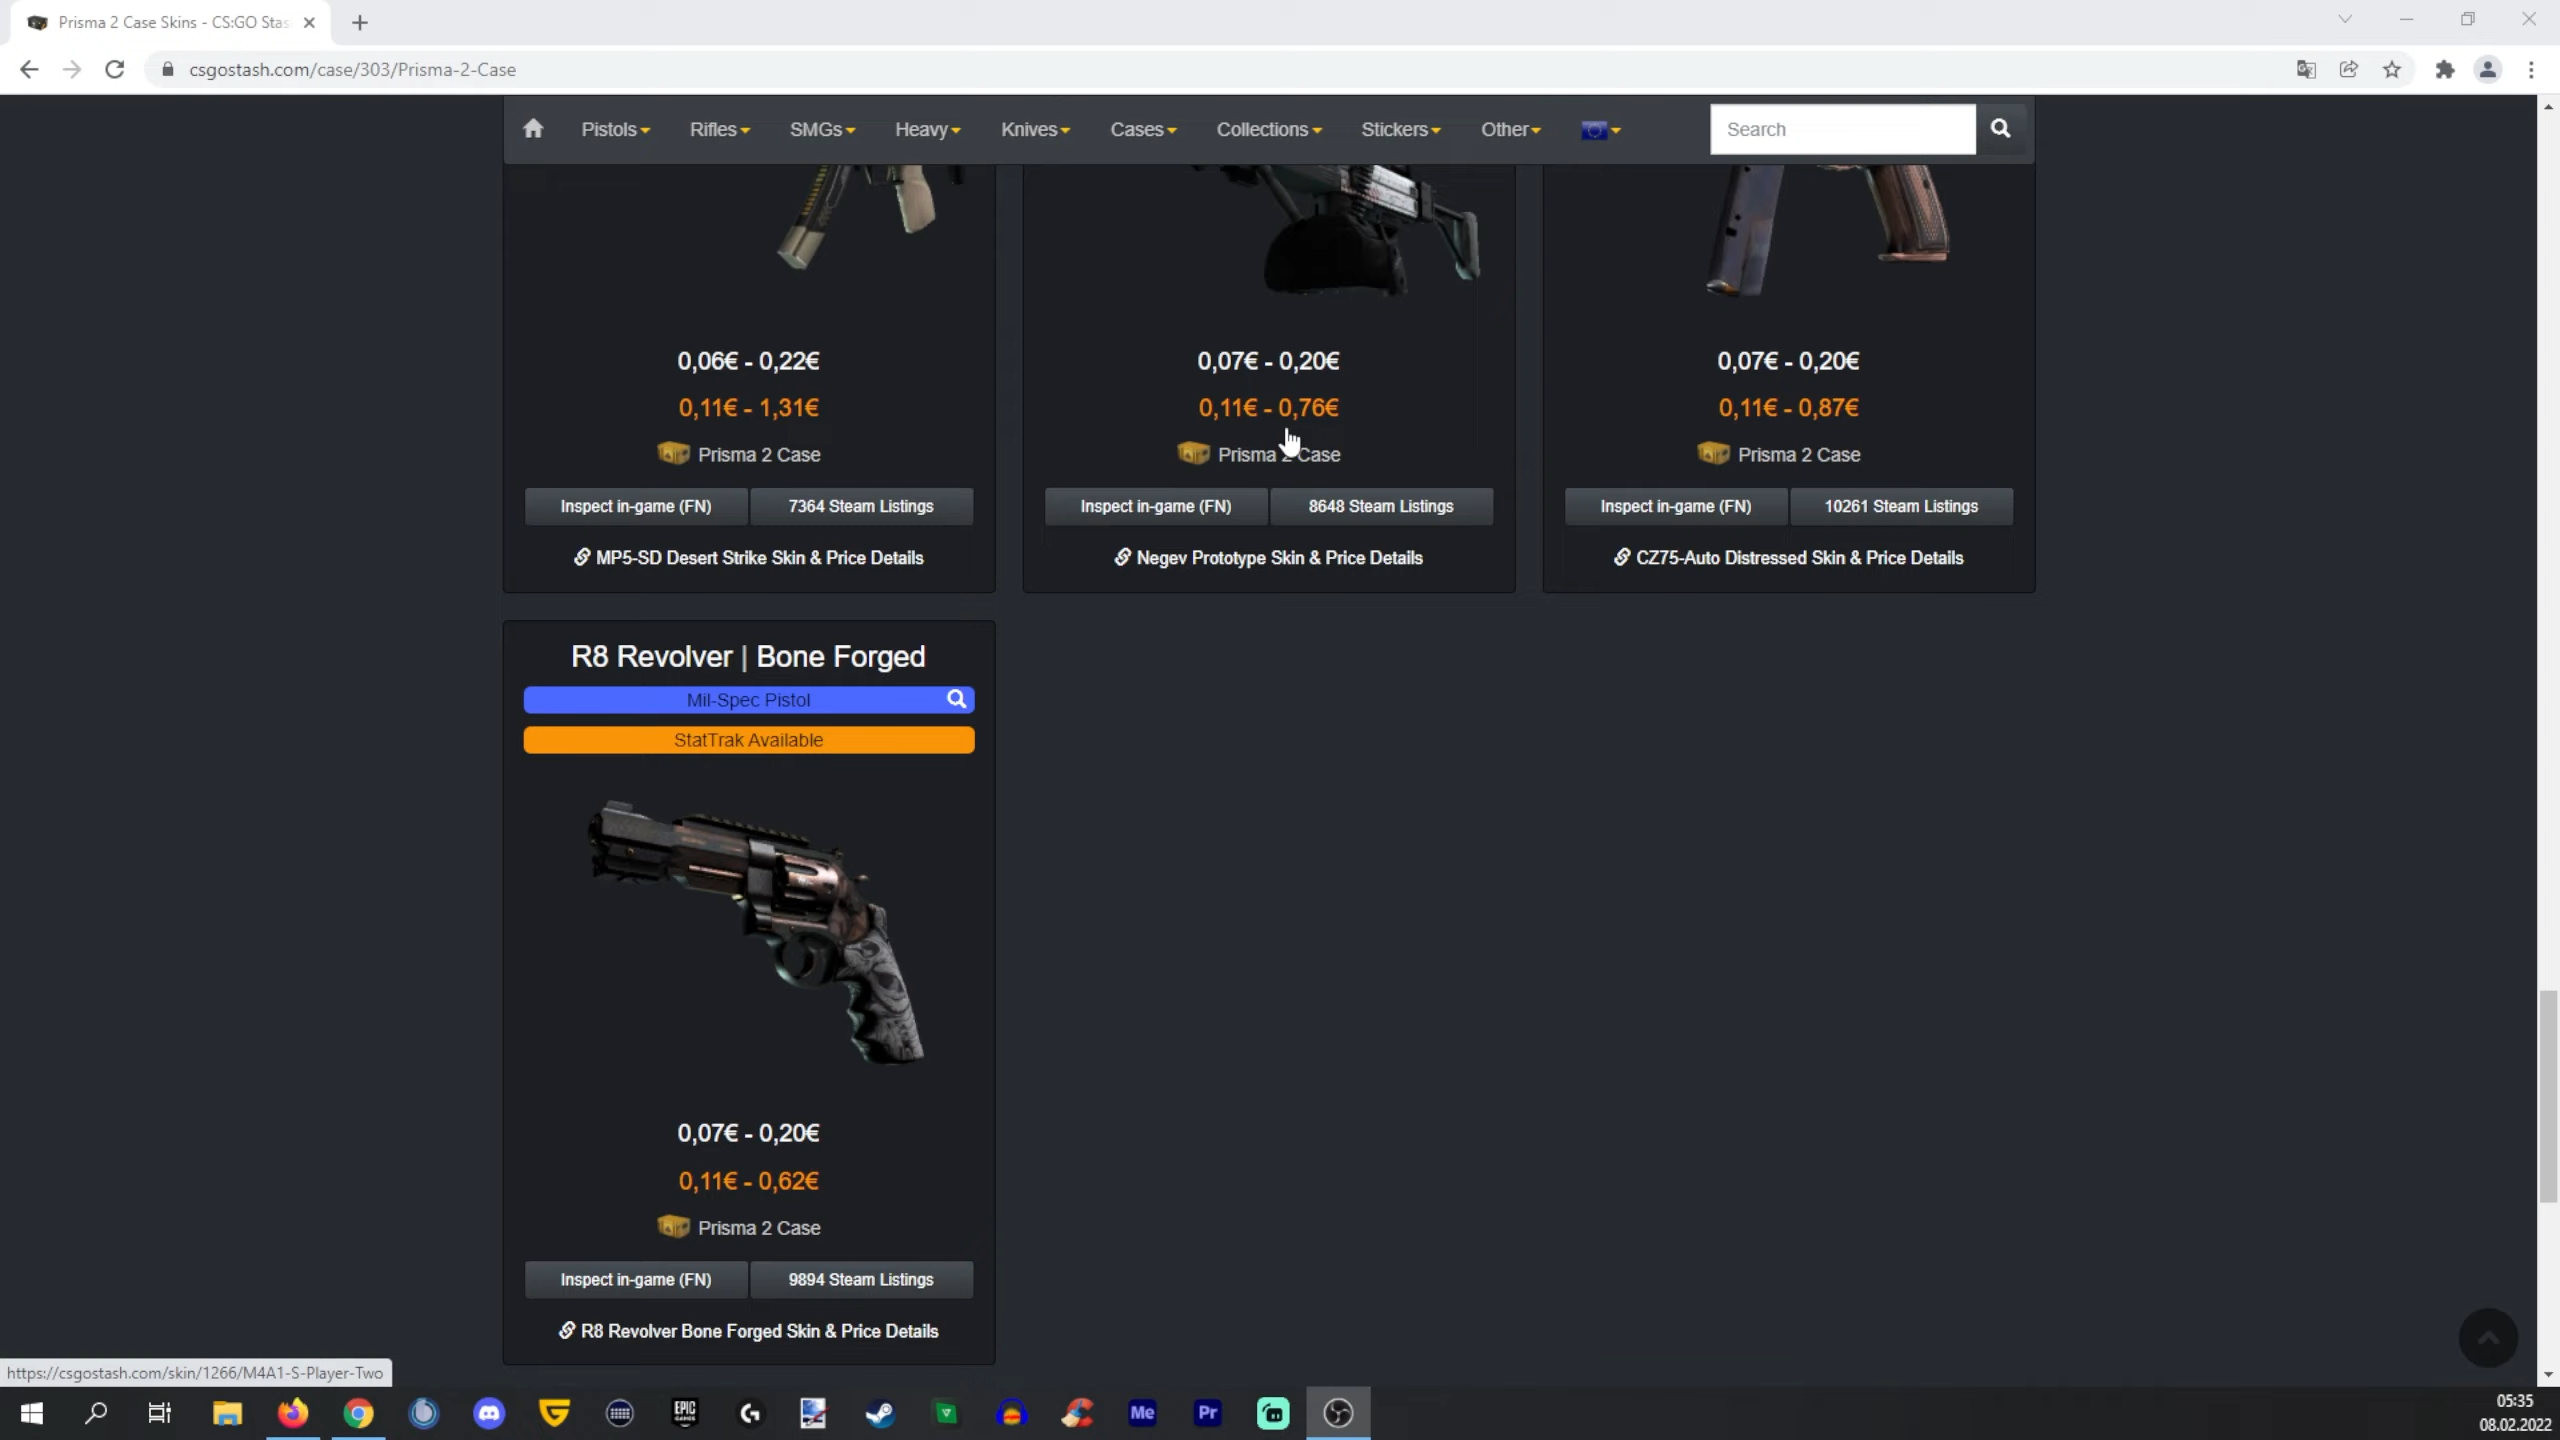 Prisma 2 Case Skins - CS:GO Stas
csgostash.com/case/303/Prisma-2-Case
Pistols Rifles SMGs Heavy Knives Cases Collections Stickers Other Search
0,06€ - 0,22€
0,11€ - 1,31€
Prisma 2 Case
Inspect in-game (FN) 7364 Steam Listings
MP5-SD Desert Strike Skin & Price Details
0,07€ - 0,20€
0,11€ - 0,76€
Prisma 2 Case
Inspect in-game (FN) 8648 Steam Listings
Negev Prototype Skin & Price Details
0,07€ - 0,20€
0,11€ - 0,87€
Prisma 2 Case
Inspect in-game (FN) 10261 Steam Listings
CZ75-Auto Distressed Skin & Price Details
R8 Revolver | Bone Forged
Mil-Spec Pistol
StatTrak Available
0,07€ - 0,20€
0,11€ - 0,62€
Prisma 2 Case
Inspect in-game (FN) 9894 Steam Listings
R8 Revolver Bone Forged Skin & Price Details
https://csgostash.com/skin/1266/M4A1-S-Player-Two
EPIC GAMES
Me
Pr
05:35
08.02.2022